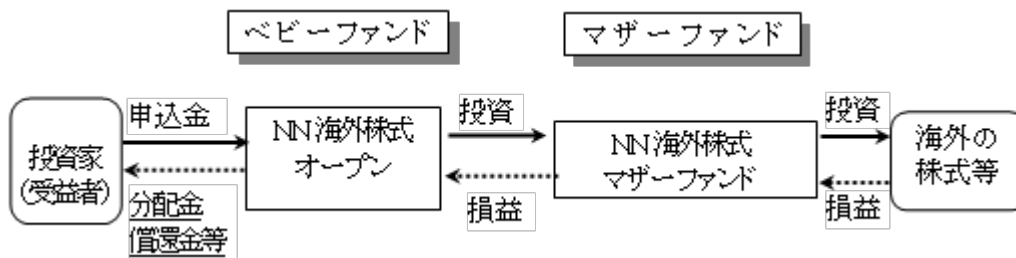 ベビーファンド
マザーファンド
投資家
(受益者)
申込金
分配金
償還金等
NN海外株式
オープン
投資
損益
NN海外株式
マザーファンド
投資
損益
海外の
株式等